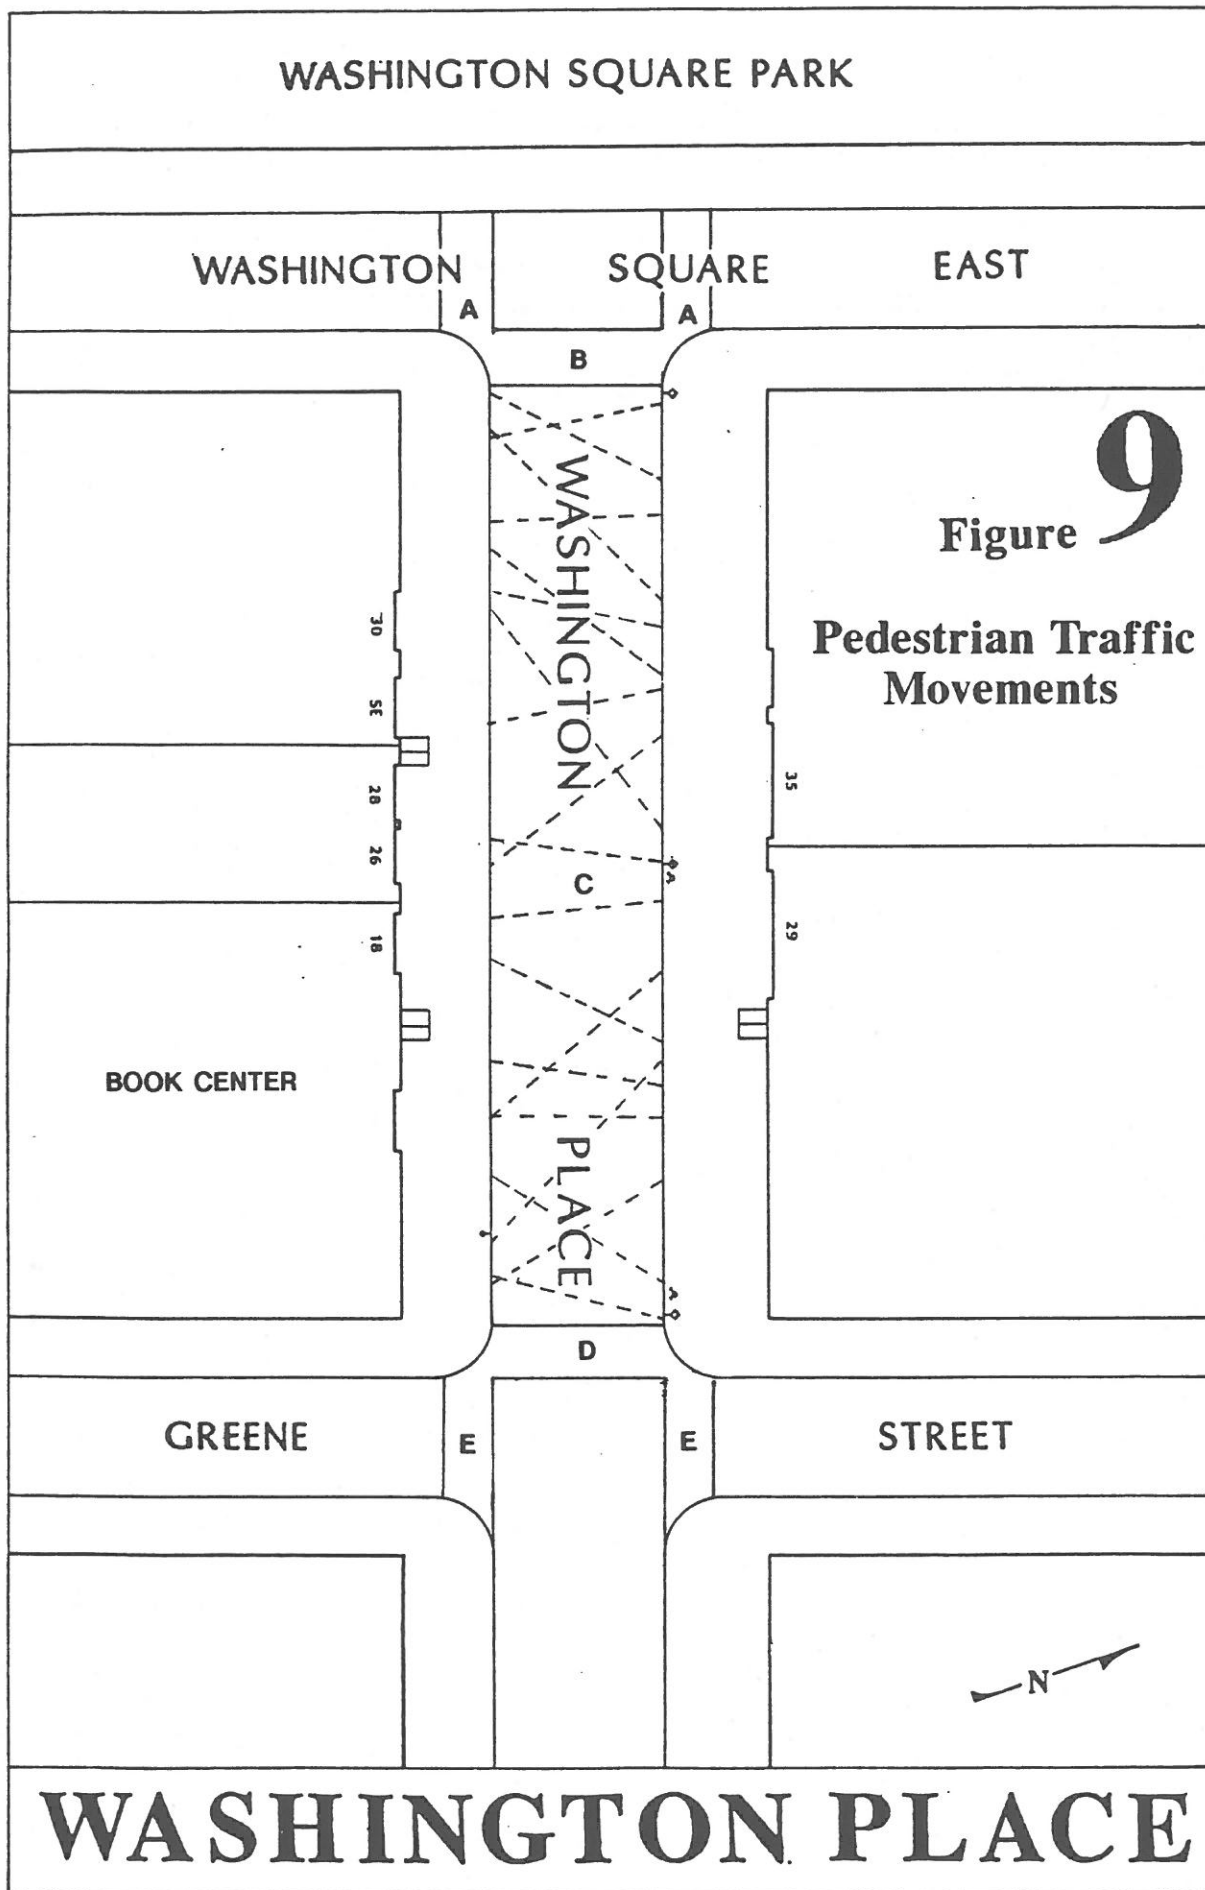 WASHINGTON SQUARE PARK
WASHINGTON SQUARE EAST
A
A
B
WASHINGTON
9
Figure
Pedestrian Traffic
Movements
30
28
26
18
35
29
C
BOOK CENTER
PLACE
D
GREENE
E
E
STREET
N
WASHINGTON PLACE